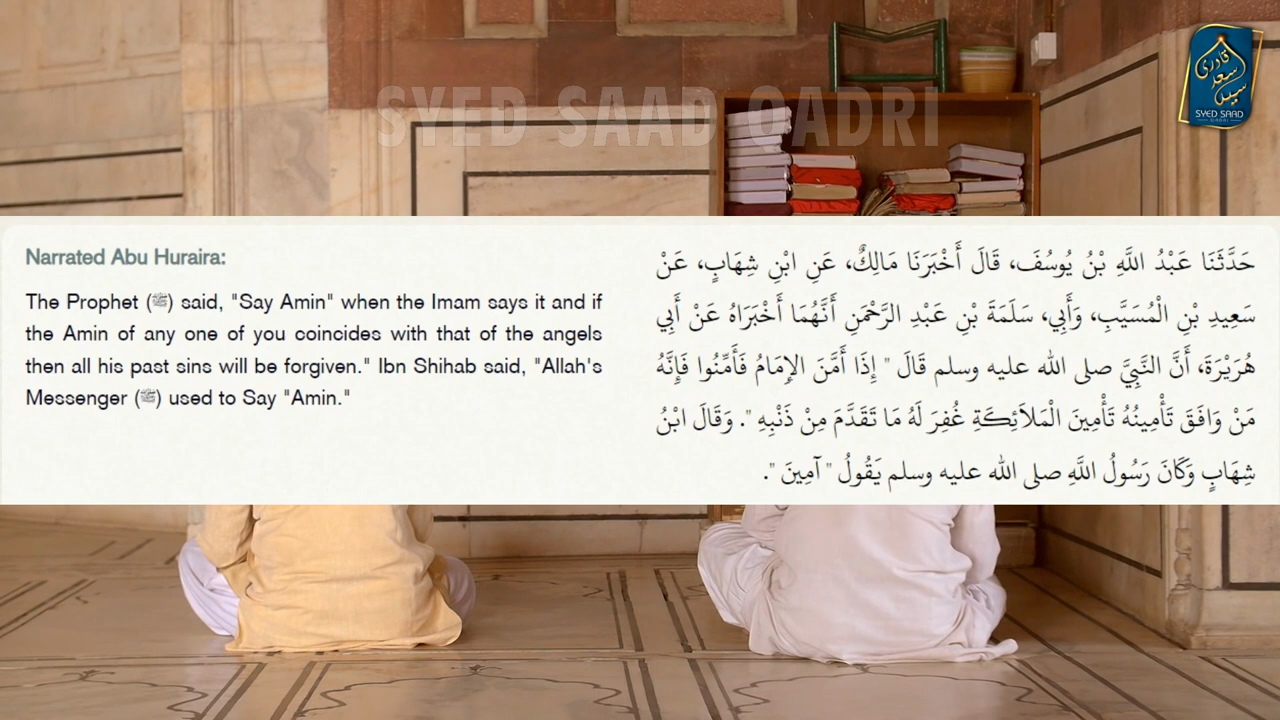 SYED SAAD QADRI
قادری
سعد
سید
SYED SAAD
QADRI
Narrated Abu Huraira:
The Prophet (ﷺ) said, "Say Amin" when the Imam says it and if
the Amin of any one of you coincides with that of the angels
then all his past sins will be forgiven." Ibn Shihab said, "Allah's
Messenger (ﷺ) used to Say "Amin."
حَدَّثَنَا عَبْدُ اللَّهِ بْنُ يُوسُفَ، قَالَ أَخْبَرَنَا مَالِكٌ، عَنِ ابْنِ شِهَابٍ، عَنْ
سَعِيدِ بْنِ الْمُسَيَّبِ، وَأَبِي، سَلَمَةَ بْنِ عَبْدِ الرَّحْمَنِ أَنَّهُمَا أَخْبَرَاهُ عَنْ أَبِي
هُرَيْرَةَ، أَنَّ النَّبِيَّ صلى الله عليه وسلم قَالَ " إِذَا أَمَّنَ الإِمَامُ فَأَمِّنُوا فَإِنَّهُ
مَنْ وَافَقَ تَأْمِينُهُ تَأْمِينَ الْمَلاَئِكَةِ غُفِرَ لَهُ مَا تَقَدَّمَ مِنْ ذَنْبِهِ ". وَقَالَ ابْنُ
شِهَابٍ وَكَانَ رَسُولُ اللَّهِ صلى الله عليه وسلم يَقُولُ " آمِينَ ".